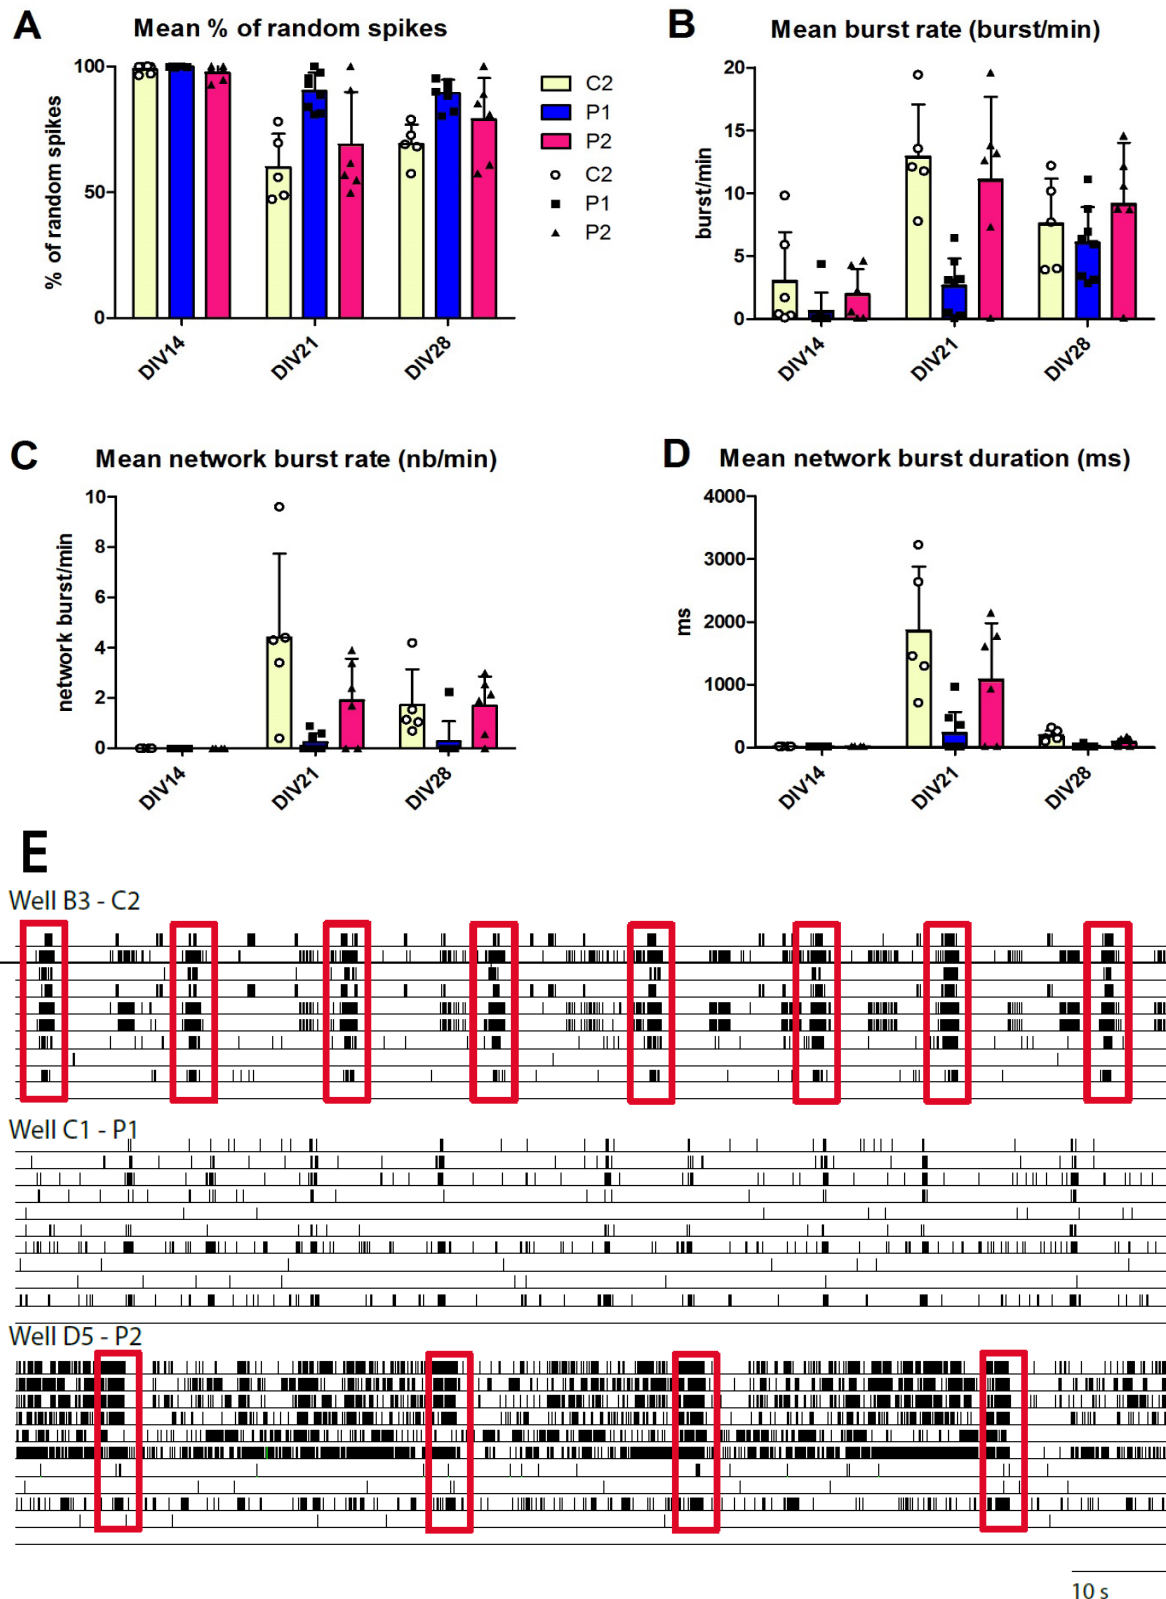 A Mean % of random spikes
% of random spikes
100
50
0
DIV14 DIV21 DIV28
C2
P1
P2
C2
P1
P2
B Mean burst rate (burst/min)
burst/min
20
15
10
5
0
DIV14 DIV21 DIV28
C Mean network burst rate (nb/min)
network burst/min
10
8
6
4
2
0
DIV14 DIV21 DIV28
D Mean network burst duration (ms)
ms
4000
3000
2000
1000
0
DIV14 DIV21 DIV28
E
Well B3 - C2
Well C1 - P1
Well D5 - P2
10 s